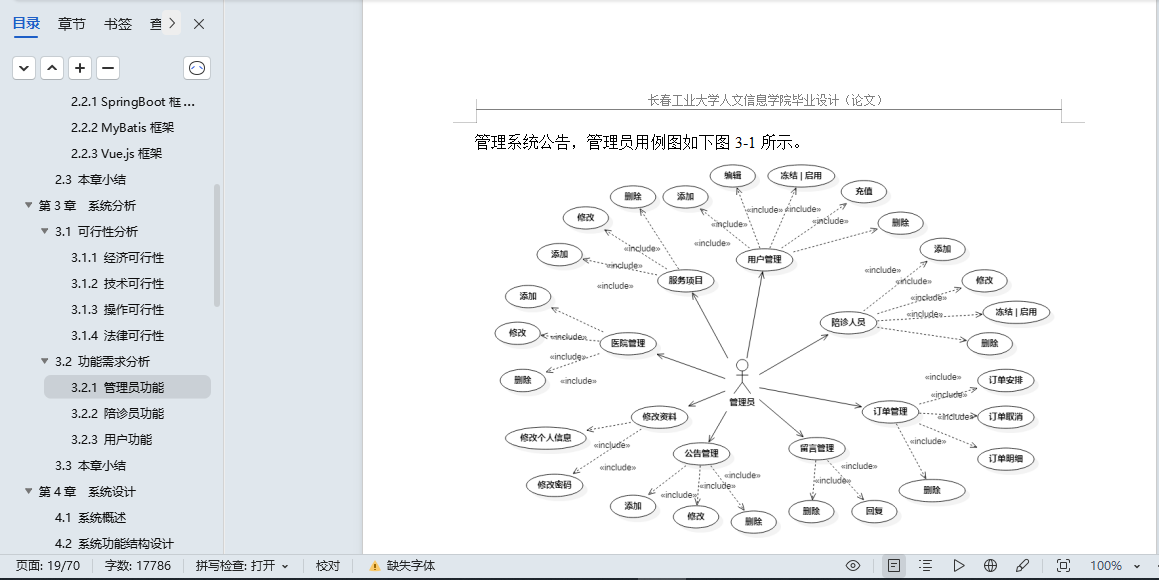 目录 章节 书签 查
2.2.1 SpringBoot 框 ...
2.2.2 MyBatis 框架
2.2.3 Vue.js 框架
2.3 本章小结
第 3 章 系统分析
3.1 可行性分析
3.1.1 经济可行性
3.1.2 技术可行性
3.1.3 操作可行性
3.1.4 法律可行性
3.2 功能需求分析
3.2.1 管理员功能
3.2.2 陪诊员功能
3.2.3 用户功能
3.3 本章小结
第 4 章 系统设计
4.1 系统概述
4.2 系统功能结构设计
长春工业大学人文信息学院毕业设计（论文）
管理系统公告，管理员用例图如下图 3-1 所示。
编辑
冻结 | 启用
充值
删除
添加
删除
修改
添加
«include»
«include»
«include»
«include»
«include»
用户管理
«include»
«include»
«include»
服务项目
添加
修改
冻结 | 启用
删除
«include»
«include»
«include»
«include»
陪诊人员
添加
修改
删除
«include»
«include»
«include»
医院管理
管理员
订单安排
订单取消
订单明细
删除
«include»
«include»
«include»
«include»
订单管理
修改资料
修改个人信息
修改密码
«include»
«include»
公告管理
«include»
«include»
«include»
添加
修改
删除
留言管理
«include»
«include»
删除
回复
页面: 19/70 字数: 17786 拼写检查: 打开 校对 缺失字体 100%